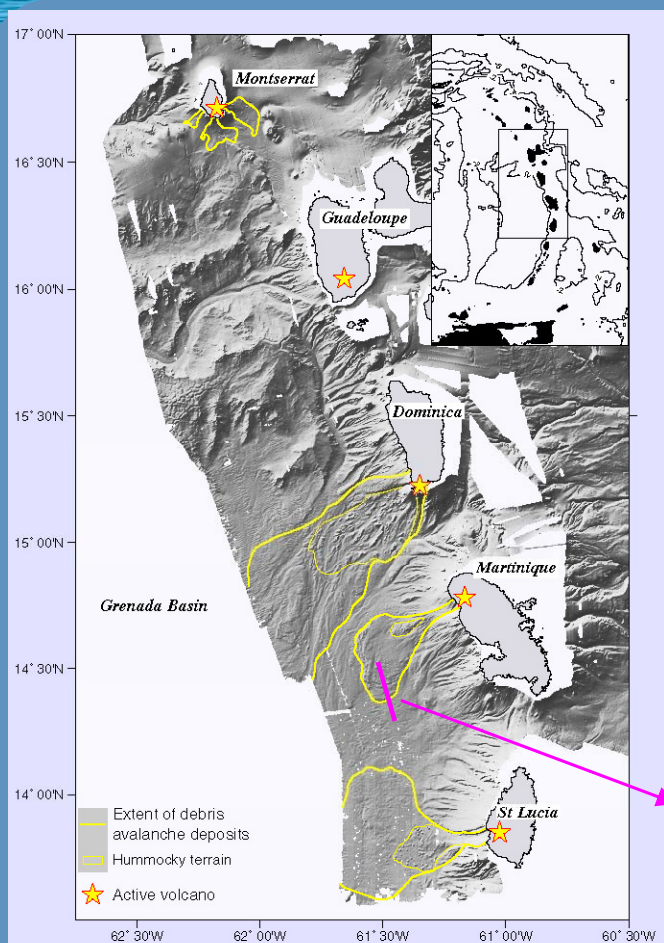 17° 00'N
Montserrat
16° 30'N
Guadeloupe
16° 00'N
15° 30'N
Dominica
15° 00'N
Martinique
Grenada Basin
14° 30'N
14° 00'N
St Lucia
Extent of debris
avalanche deposits
Hummocky terrain
Active volcano
62° 30'W
62° 00'W
61° 30'W
61° 00'W
60° 30'W